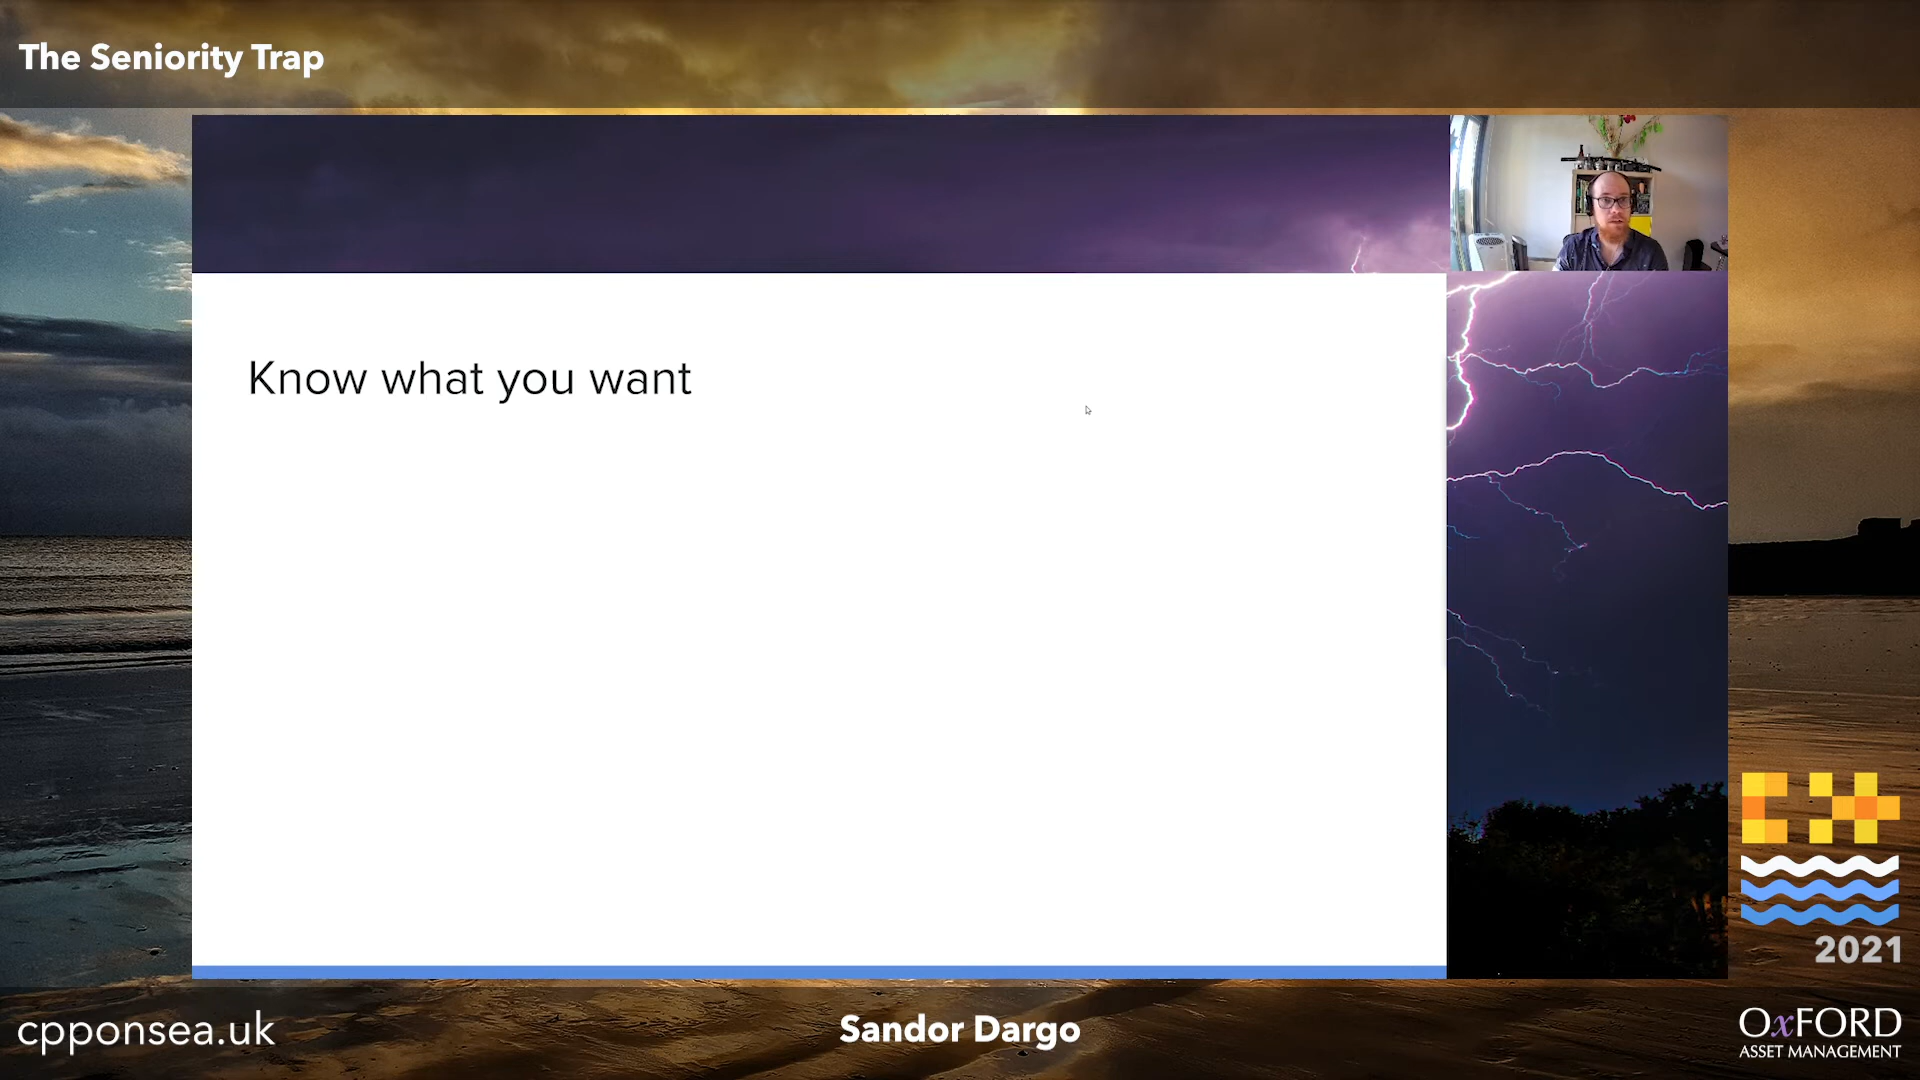 The Seniority Trap
Know what you want
2021
cpponsea.uk
Sandor Dargo
OxFORD
ASSET MANAGEMENT